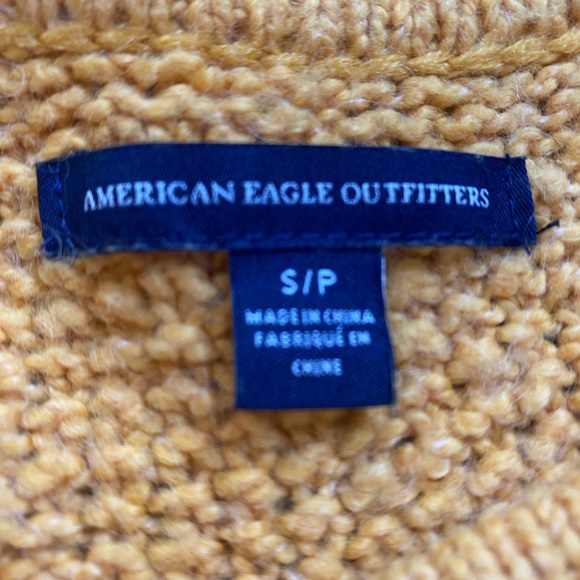 AMERICAN EAGLE OUTFITTERS
S/P
MADE IN CHINA
FABRIQUÉ EN
CHINE